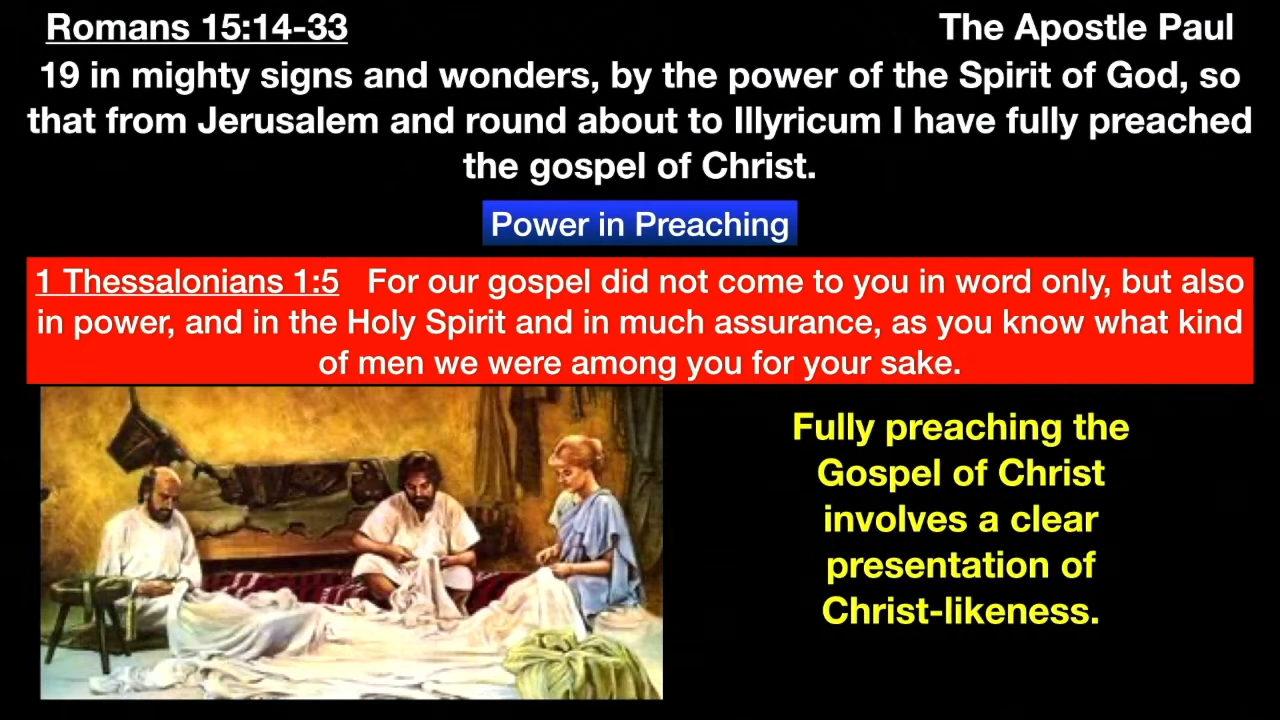 Romans 15:14-33
The Apostle Paul
19 in mighty signs and wonders, by the power of the Spirit of God, so
that from Jerusalem and round about to Illyricum I have fully preached
the gospel of Christ.
Power in Preaching
1 Thessalonians 1:5 For our gospel did not come to you in word only, but also
in power, and in the Holy Spirit and in much assurance, as you know what kind
of men we were among you for your sake.
Fully preaching the
Gospel of Christ
involves a clear
presentation of
Christ-likeness.